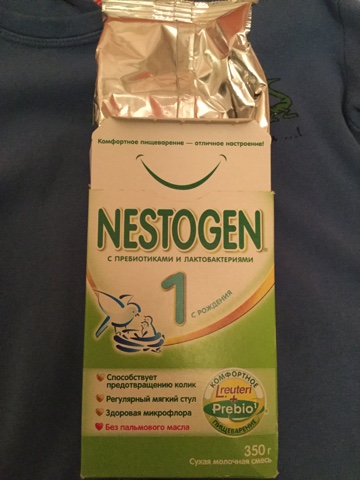 Комфортное пищеварение — отличное настроение!
NESTOGEN®
С ПРЕБИОТИКАМИ И ЛАКТОБАКТЕРИЯМИ
1
С РОЖДЕНИЯ
Способствует
предотвращению колик
Регулярный мягкий стул
Здоровая микрофлора
Без пальмового масла
КОМФОРТНОЕ
L.reuteri
+
Prebio¹
ПИЩЕВАРЕНИЕ
350 г
Сухая молочная смесь